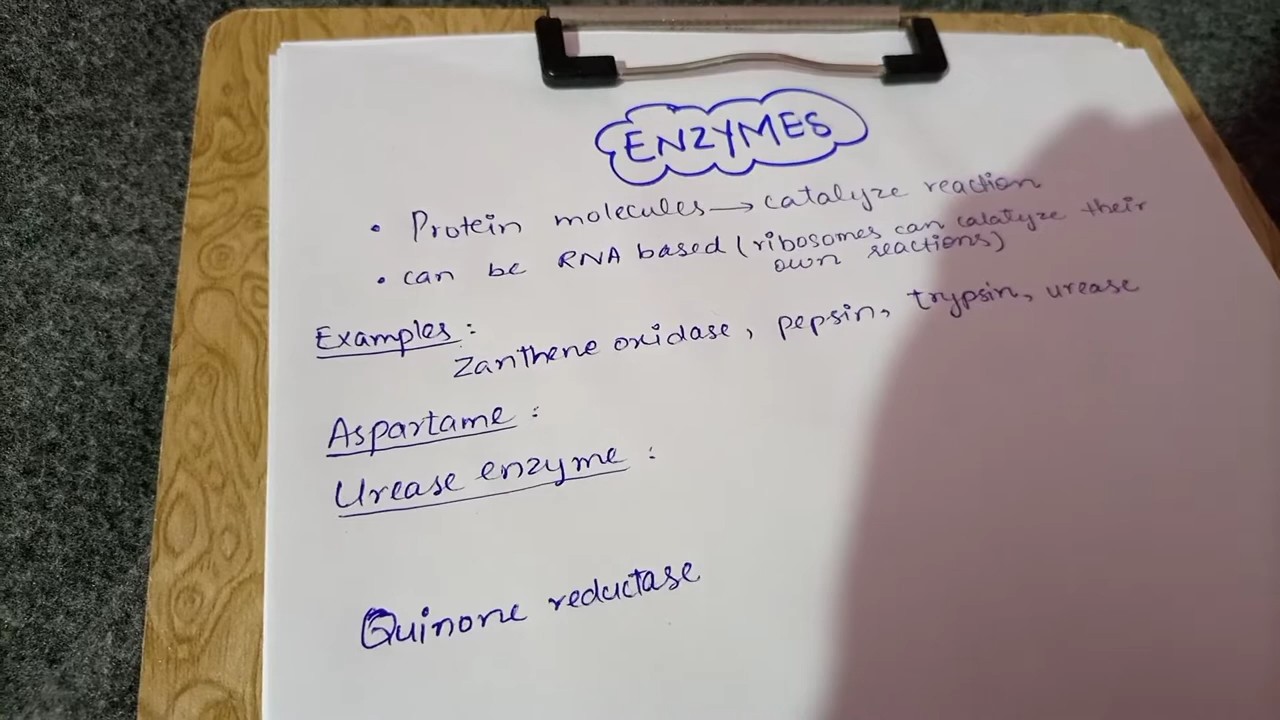 ENZYMES
• Protein molecules → catalyze reaction
• can be RNA based (ribosomes can catalyze their
own reactions)
Examples :
Zanthene oxidase, pepsin, trypsin, urease
Aspartame :
Urease enzyme :
Quinone reductase